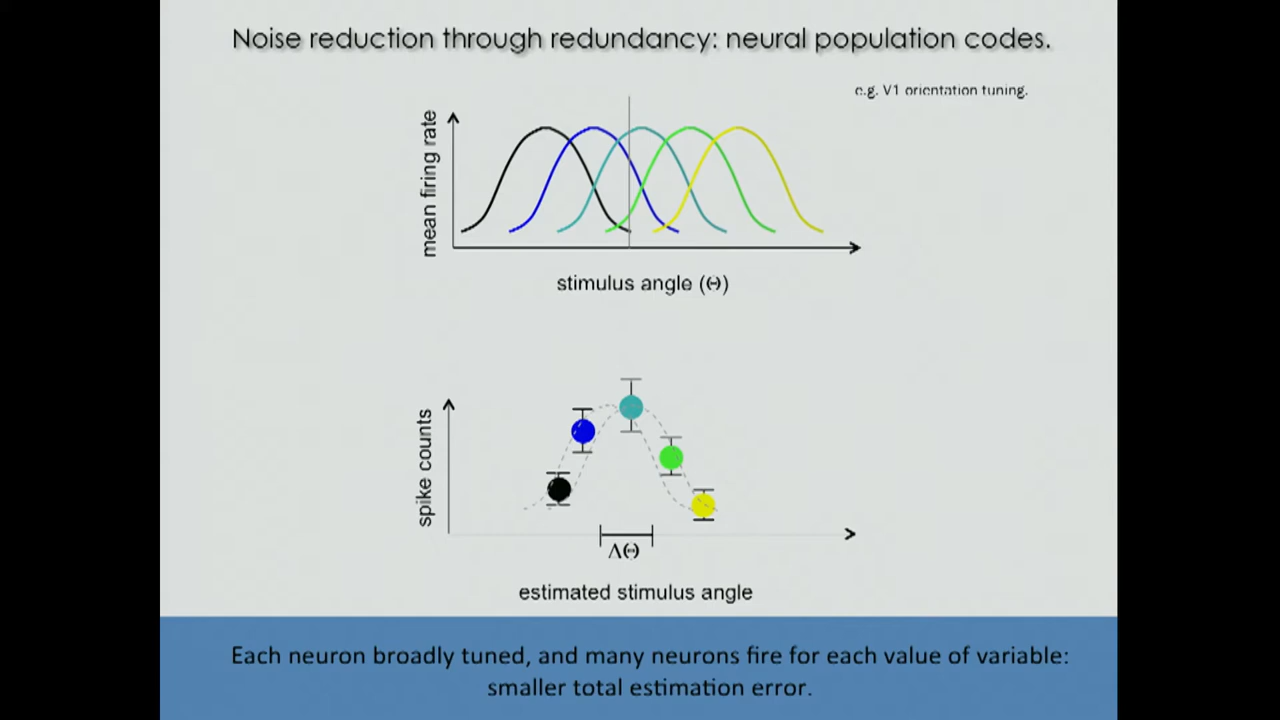 Noise reduction through redundancy: neural population codes.
e.g. V1 orientation tuning.
mean firing rate
stimulus angle (Θ)
spike counts
ΔΘ
estimated stimulus angle
Each neuron broadly tuned, and many neurons fire for each value of variable:
smaller total estimation error.